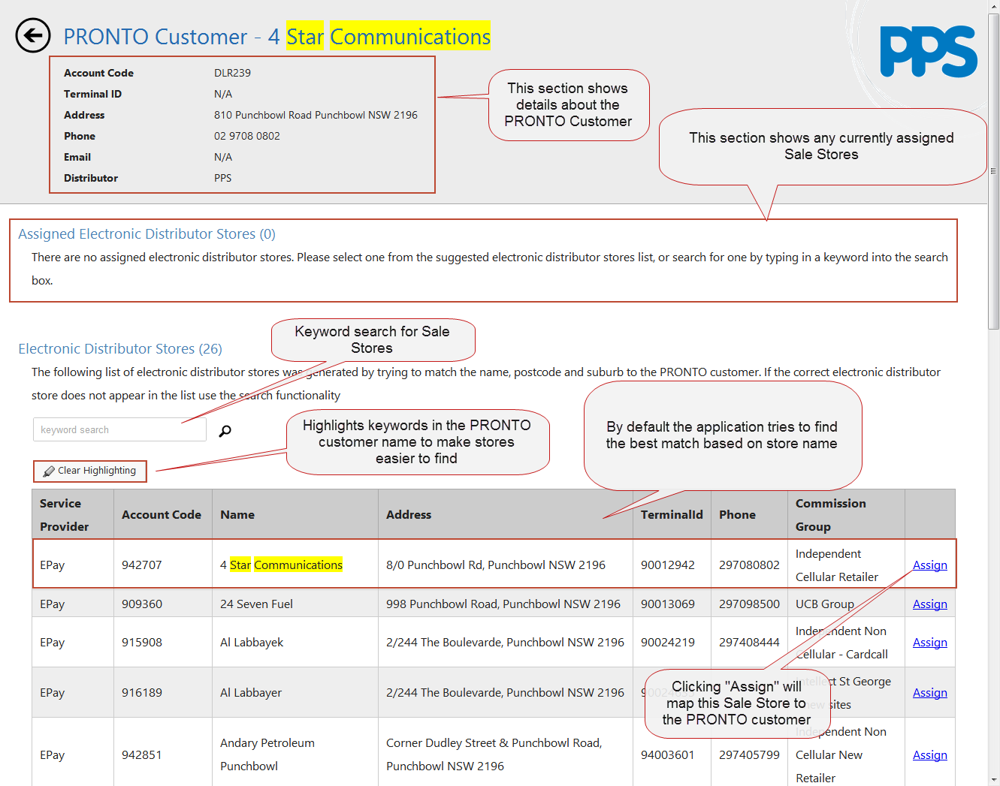 PRONTO Customer - 4 Star Communications
PPS
Account Code DLR239
Terminal ID N/A
Address 810 Punchbowl Road Punchbowl NSW 2196
Phone 02 9708 0802
Email N/A
Distributor PPS
This section shows
details about the
PRONTO Customer
This section shows any currently assigned
Sale Stores
Assigned Electronic Distributor Stores (0)
There are no assigned electronic distributor stores. Please select one from the suggested electronic distributor stores list, or search for one by typing in a keyword into the search
box.
Keyword search for Sale
Stores
Electronic Distributor Stores (26)
The following list of electronic distributor stores was generated by trying to match the name, postcode and suburb to the PRONTO customer. If the correct electronic distributor
store does not appear in the list use the search functionality
keyword search
Highlights keywords in the PRONTO
customer name to make stores
easier to find
By default the application tries to find
the best match based on store name
Clear Highlighting
Service
Provider
Account Code
Name
Address
TerminalId
Phone
Commission
Group
EPay
942707
4 Star Communications
8/0 Punchbowl Rd, Punchbowl NSW 2196
90012942
297080802
Independent
Cellular Retailer
Assign
EPay
909360
24 Seven Fuel
998 Punchbowl Road, Punchbowl NSW 2196
90013069
297098500
UCB Group
Assign
EPay
915908
Al Labbayek
2/244 The Boulevarde, Punchbowl NSW 2196
90024219
297408444
Independent Non
Cellular - Cardcall
Assign
EPay
916189
Al Labbayer
2/244 The Boulevarde, Punchbowl NSW 2196
Intellect St George
new sites
Assign
Clicking "Assign" will
map this Sale Store to
the PRONTO customer
EPay
942851
Andary Petroleum
Punchbowl
Corner Dudley Street & Punchbowl Road,
Punchbowl NSW 2196
94003601
297405799
Independent Non
Cellular New
Retailer
Assign